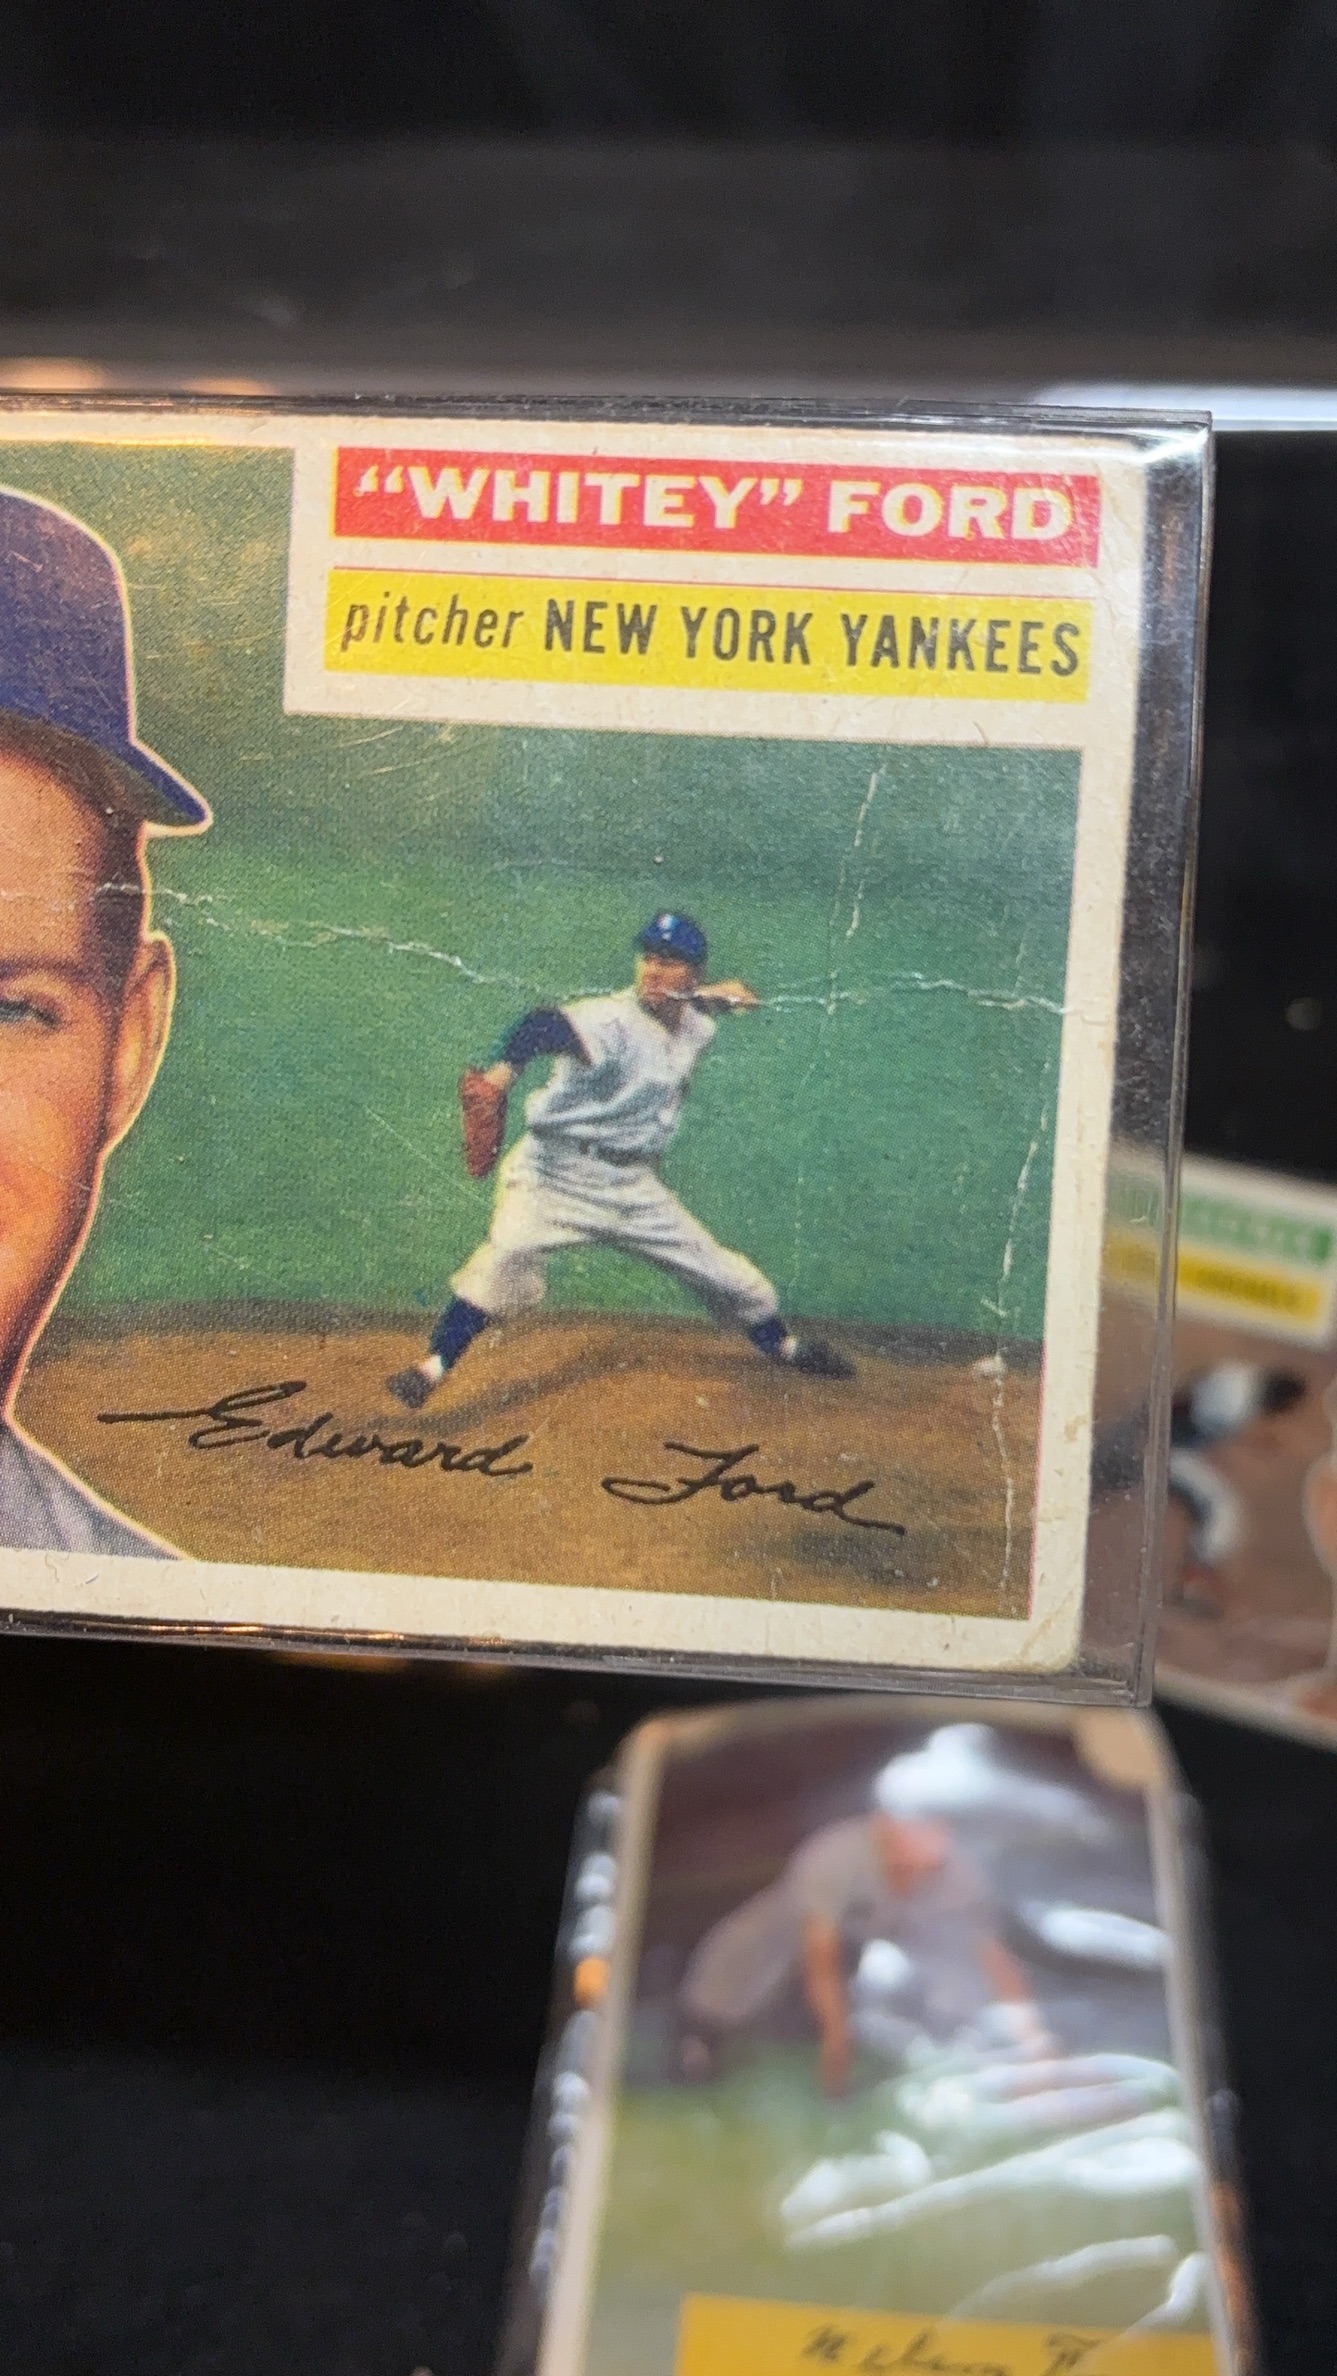 “WHITEY” FORD
pitcher NEW YORK YANKEES
Edward Ford